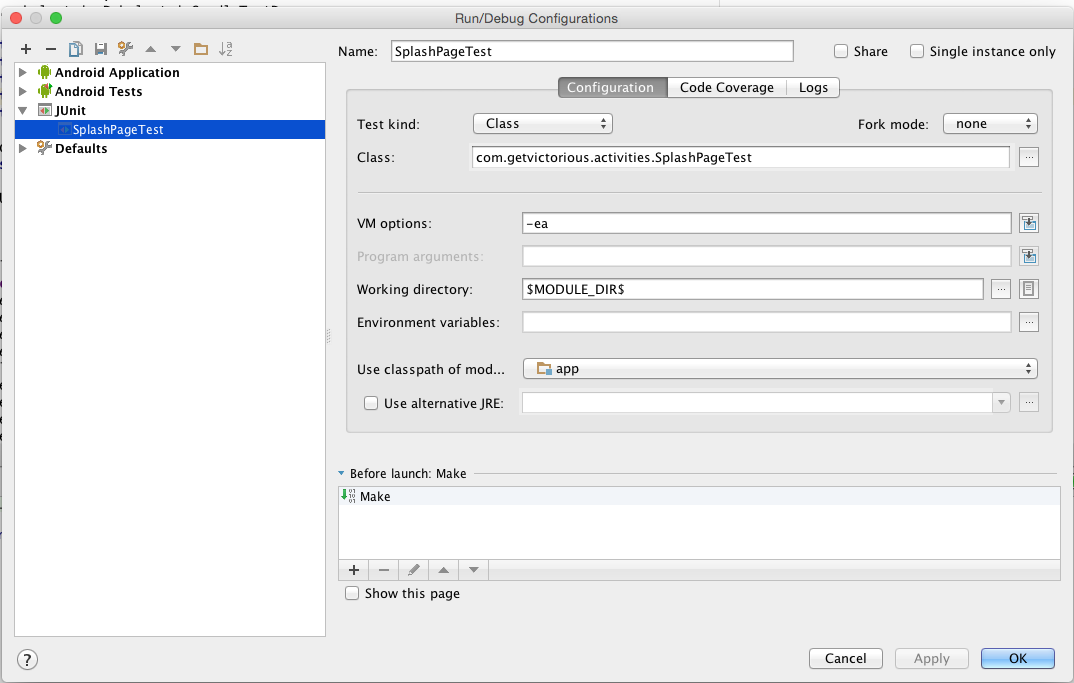 Run/Debug Configurations
Name: SplashPageTest
Share
Single instance only
Android Application
Android Tests
JUnit
SplashPageTest
Defaults
Configuration
Code Coverage
Logs
Test kind: Class
Fork mode: none
Class: com.getvictorious.activities.SplashPageTest
VM options: -ea
Program arguments:
Working directory: $MODULE_DIR$
Environment variables:
Use classpath of mod... app
Use alternative JRE:
Before launch: Make
Make
Show this page
? Cancel Apply OK